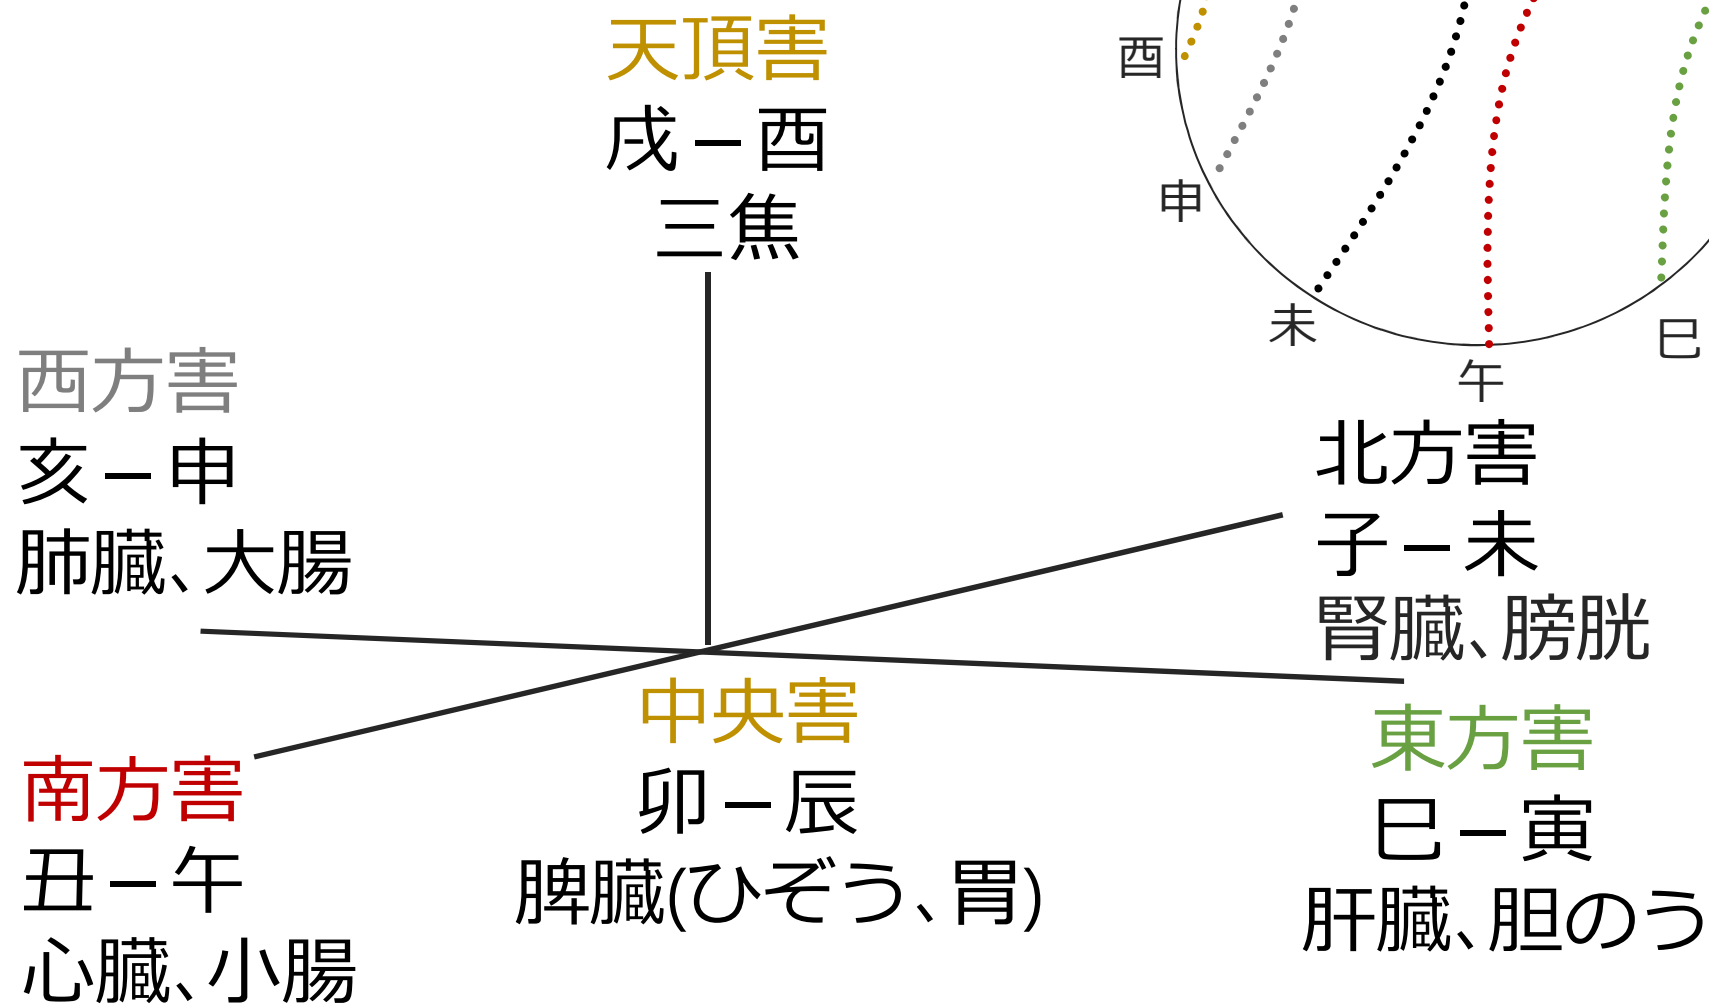 天頂害
戌 – 酉
三焦
酉
申
未
午
巳
西方害
亥 – 申
肺臓、大腸
北方害
子 – 未
腎臓、膀胱
南方害
丑 – 午
心臓、小腸
中央害
卯 – 辰
脾臓(ひぞう、胃)
東方害
巳 – 寅
肝臓、胆のう